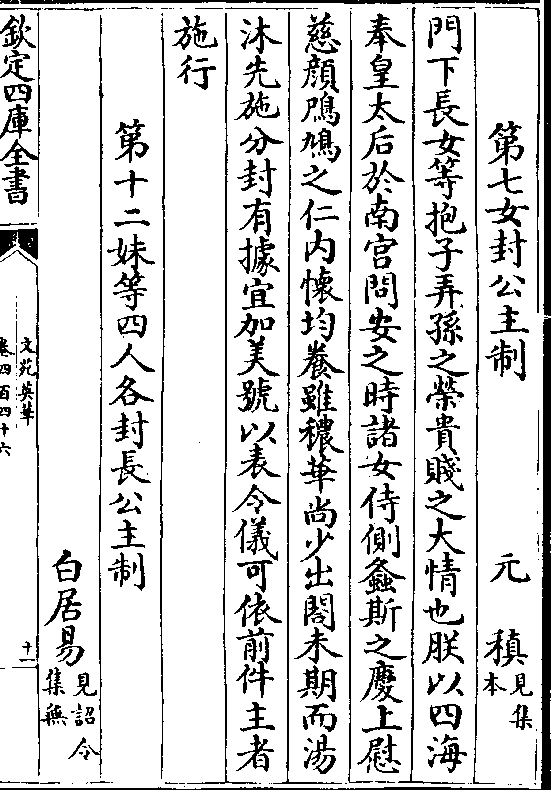 第七女封公主制　元稹見集本
門下長女等抱子弄孫之榮貴賤之大情也朕以四海
奉皇太后於南宫問安之時諸女侍側螽斯之慶上慰
慈顔鳲鳩之仁内懐均養雖穠華尚少出閤未期而湯
沐先施分封有據宜加美號以表令儀可依前件主者
施行
第十二妹等四人各封長公主制
白居易見詔令集無
欽定四庫全書
文苑英華
卷四百四十六
十一